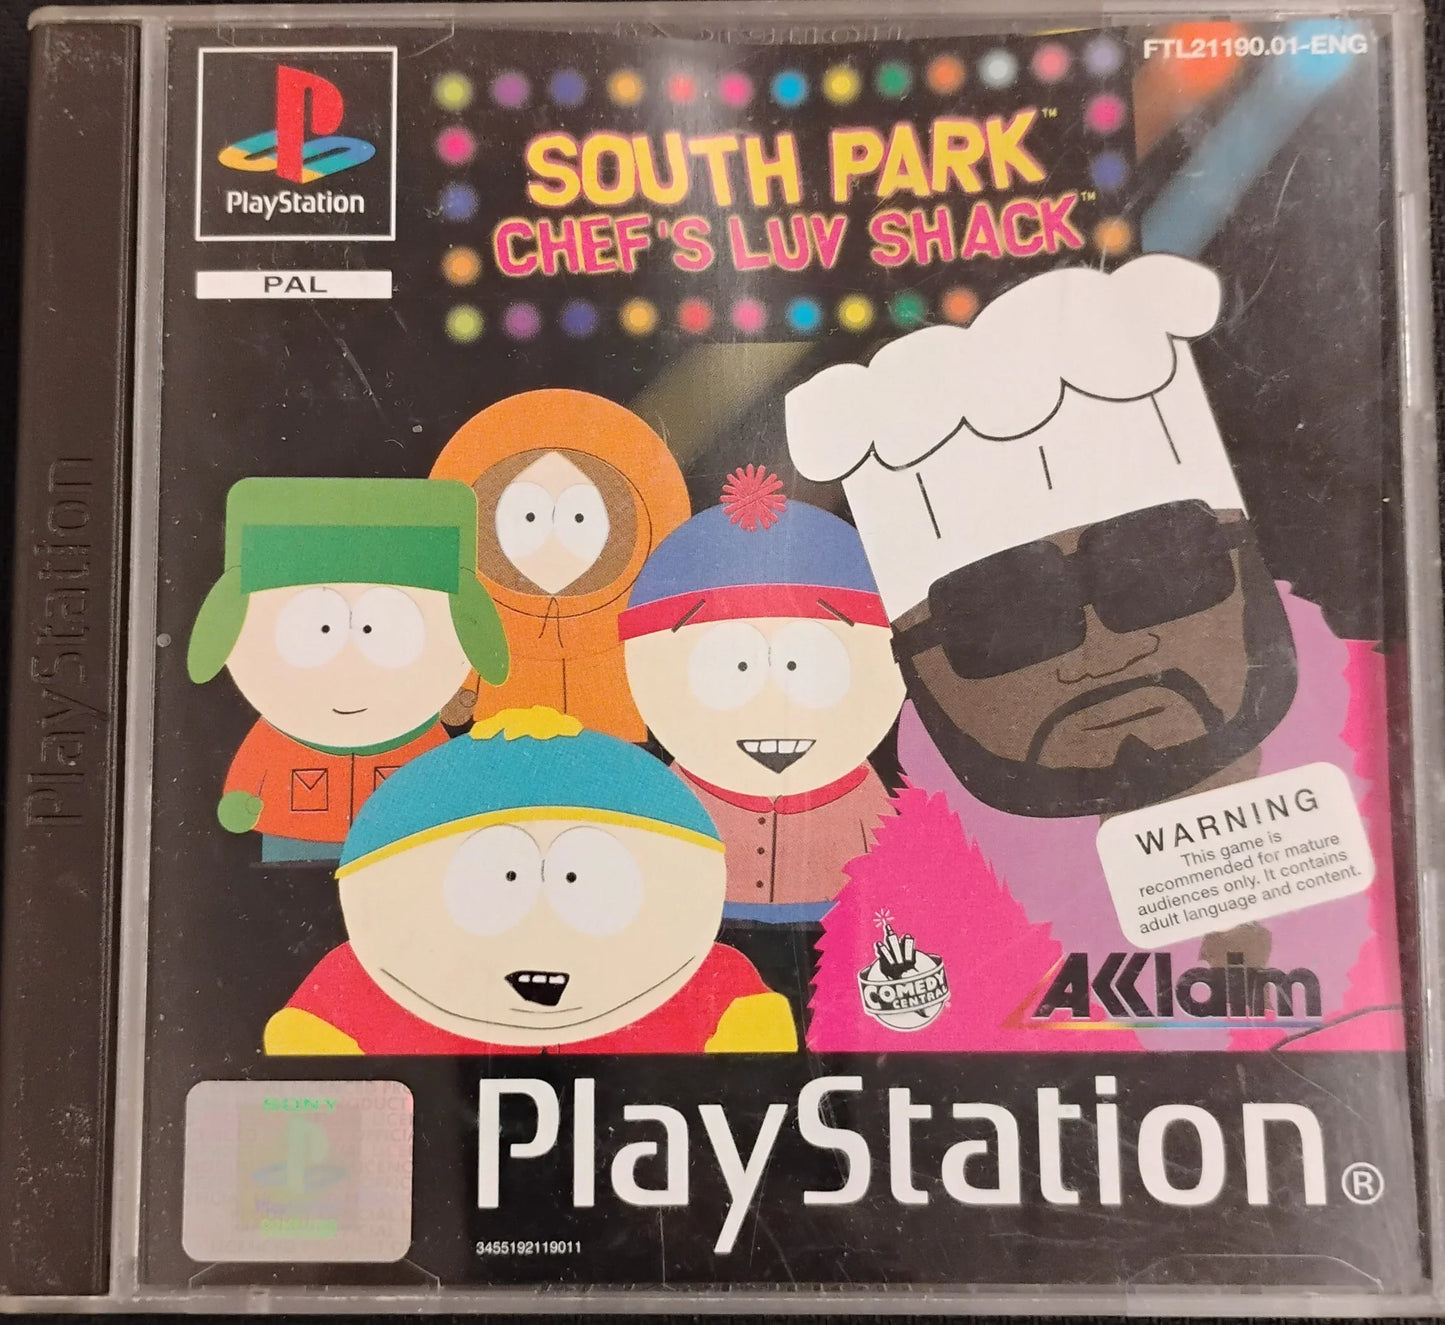 PlayStation
FTL21190.01-ENG
PlayStation
PAL
SOUTH PARK™
CHEF'S LUV SHACK™
WARNING
This game is
recommended for mature
audiences only. It contains
adult language and content.
COMEDY
CENTRAL®
AKKlaim
SONY
PlayStation®
3455192119011